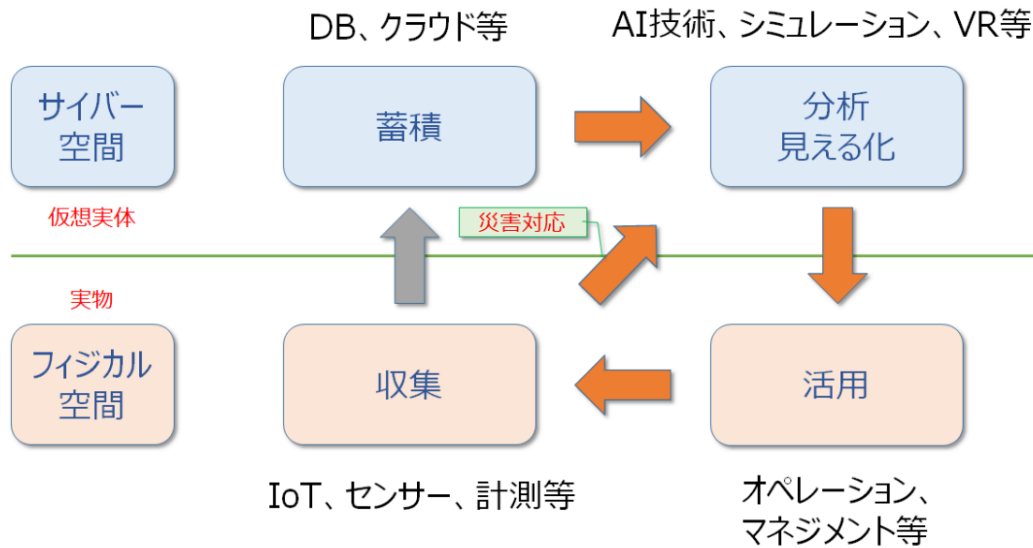 DB、クラウド等
AI技術、シミュレーション、VR等
サイバー
空間
蓄積
分析
見える化
仮想実体
災害対応
実物
フィジカル
空間
収集
活用
IoT、センサー、計測等
オペレーション、
マネジメント等